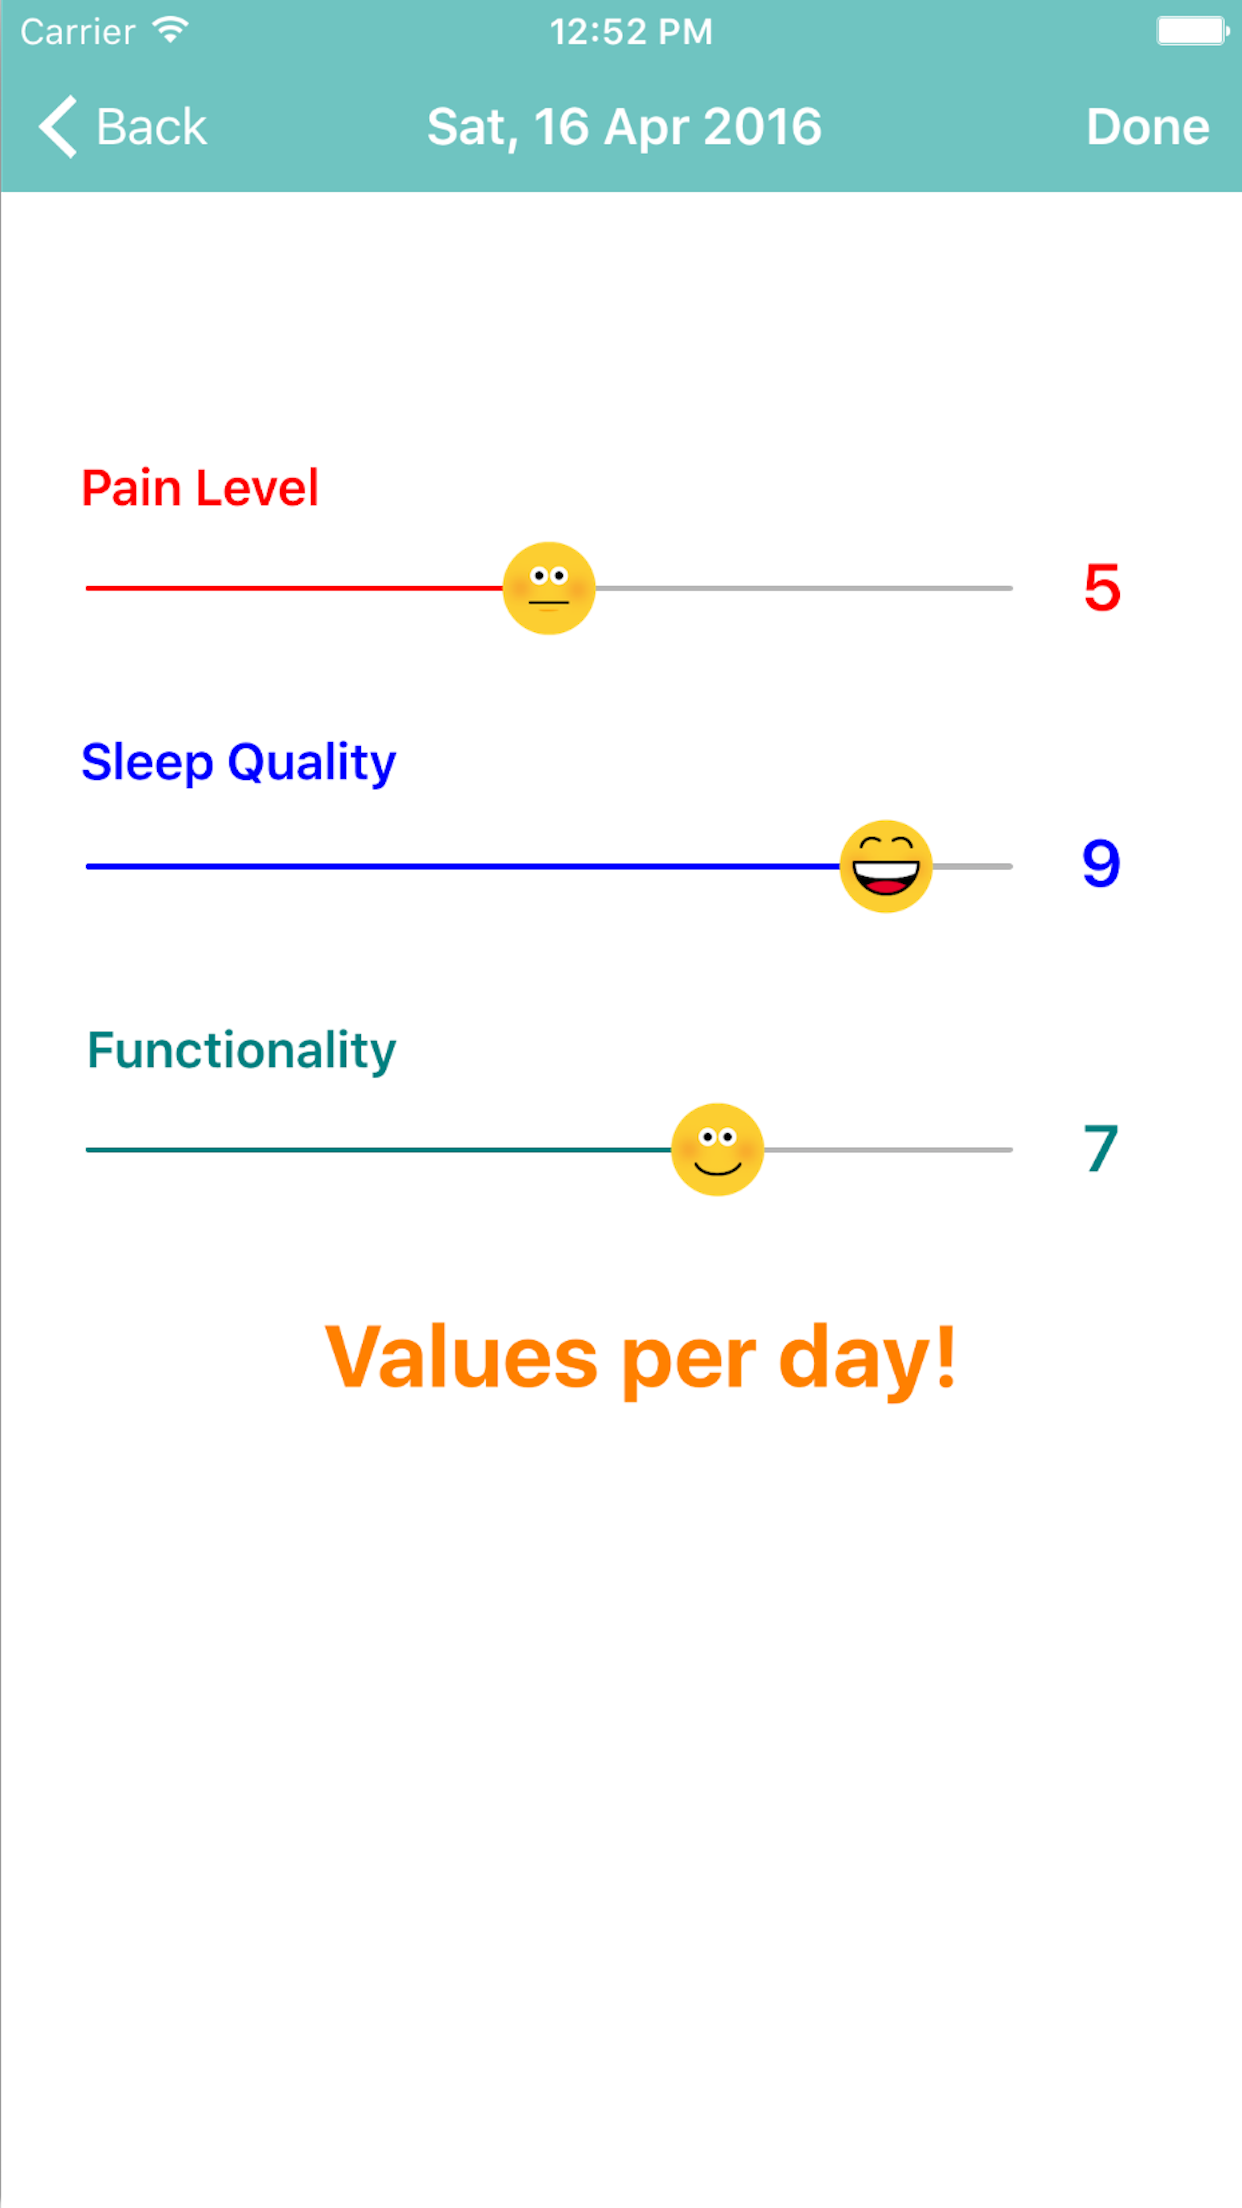 Carrier 12:52 PM
Back Sat, 16 Apr 2016 Done
Pain Level
5
Sleep Quality
9
Functionality
7
Values per day!